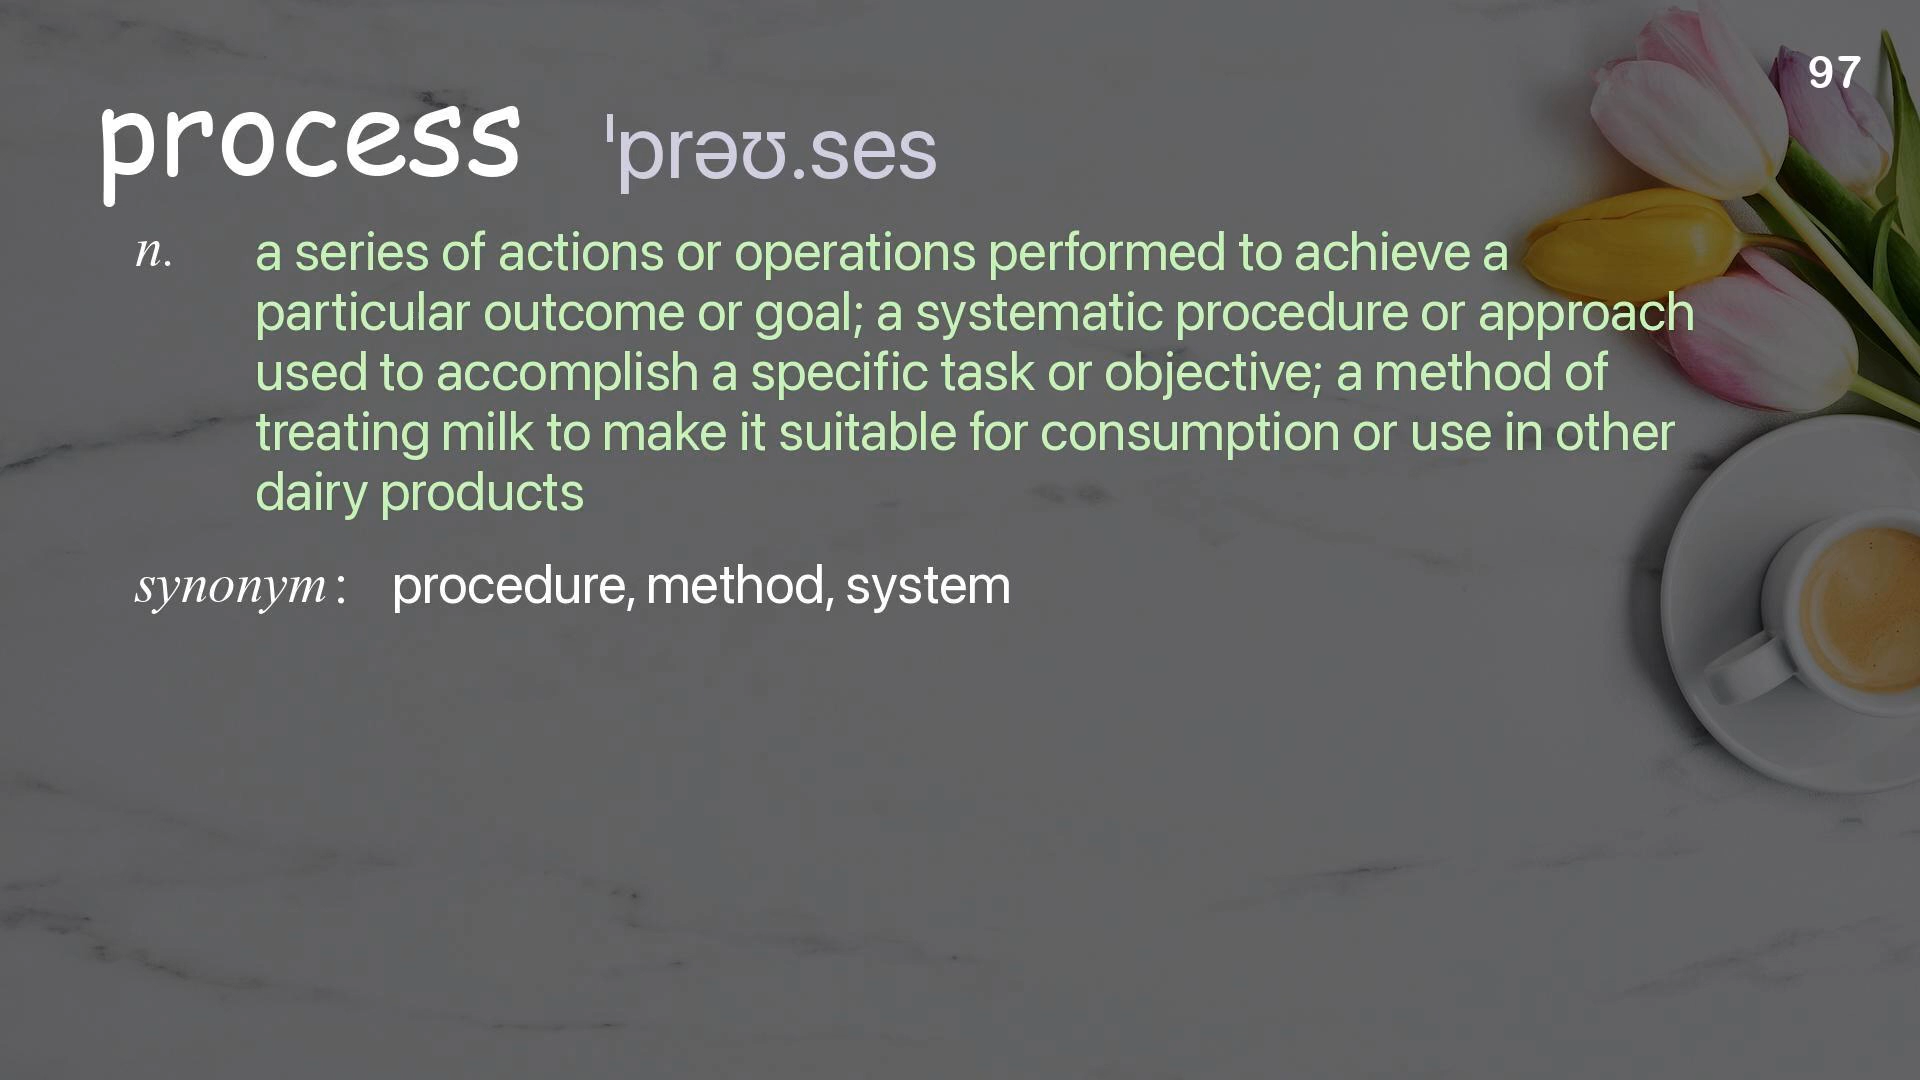 97
process ˈprəʊ.ses
n. a series of actions or operations performed to achieve a
particular outcome or goal; a systematic procedure or approach
used to accomplish a specific task or objective; a method of
treating milk to make it suitable for consumption or use in other
dairy products
synonym: procedure, method, system